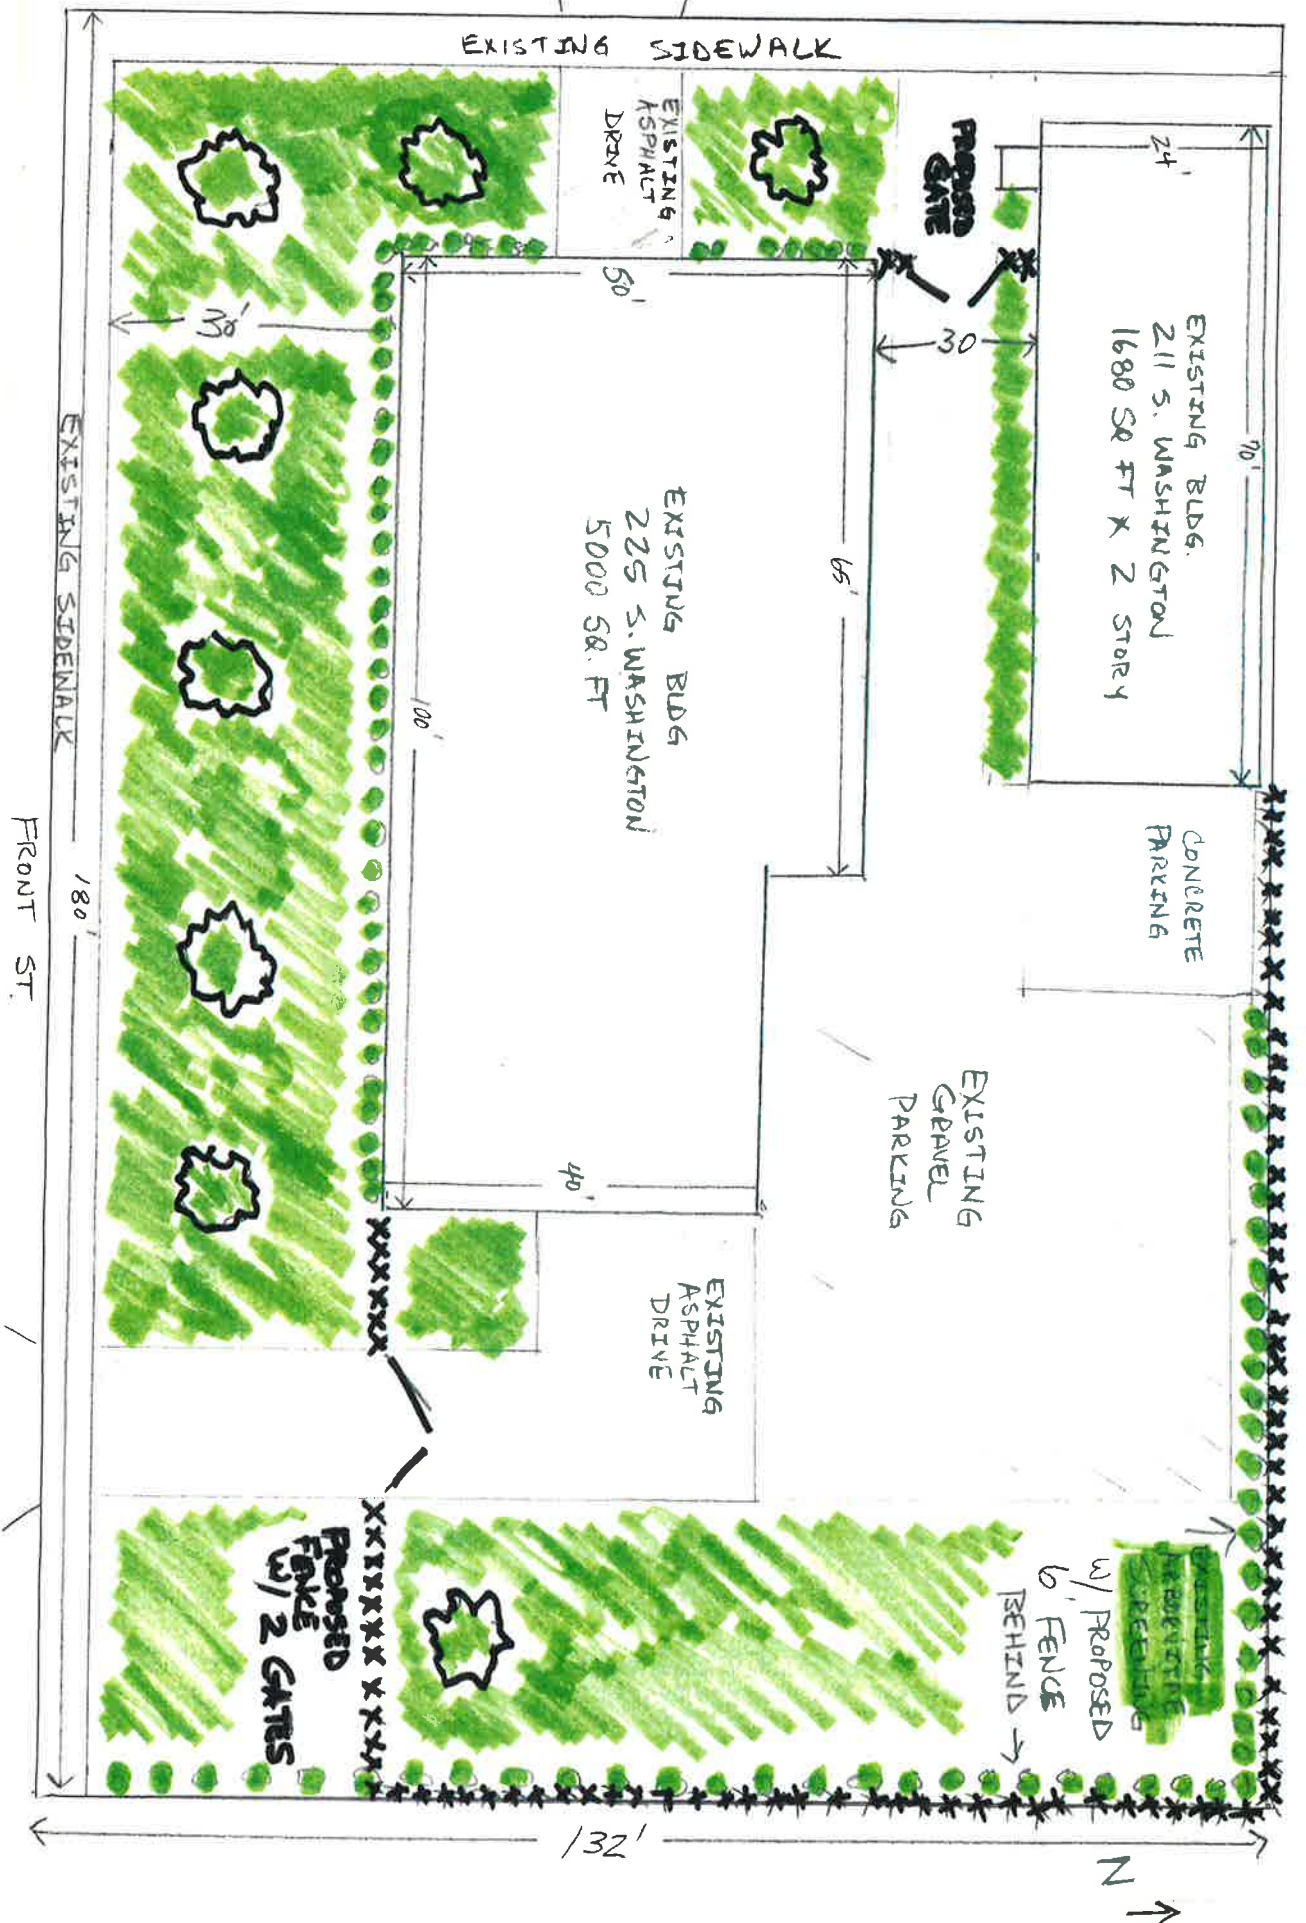 EXISTING SIDEWALK
EXISTING
ASPHALT
DRIVE
PROPOSED
GATE
24'
70'
EXISTING BLDG.
211 S. WASHINGTON
1680 SQ FT X 2 STORY
50'
30'
30
65'
EXISTING BLDG
225 S. WASHINGTON
5000 SQ. FT
100'
40'
CONCRETE
PARKING
EXISTING
GRAVEL
PARKING
EXISTING
ASPHALT
DRIVE
EXISTING SIDEWALK
180'
FRONT ST.
PROPOSED
FENCE
W/ 2 GATES
EXISTING
SCREENING
W/ PROPOSED
6' FENCE
BEHIND
132'
N